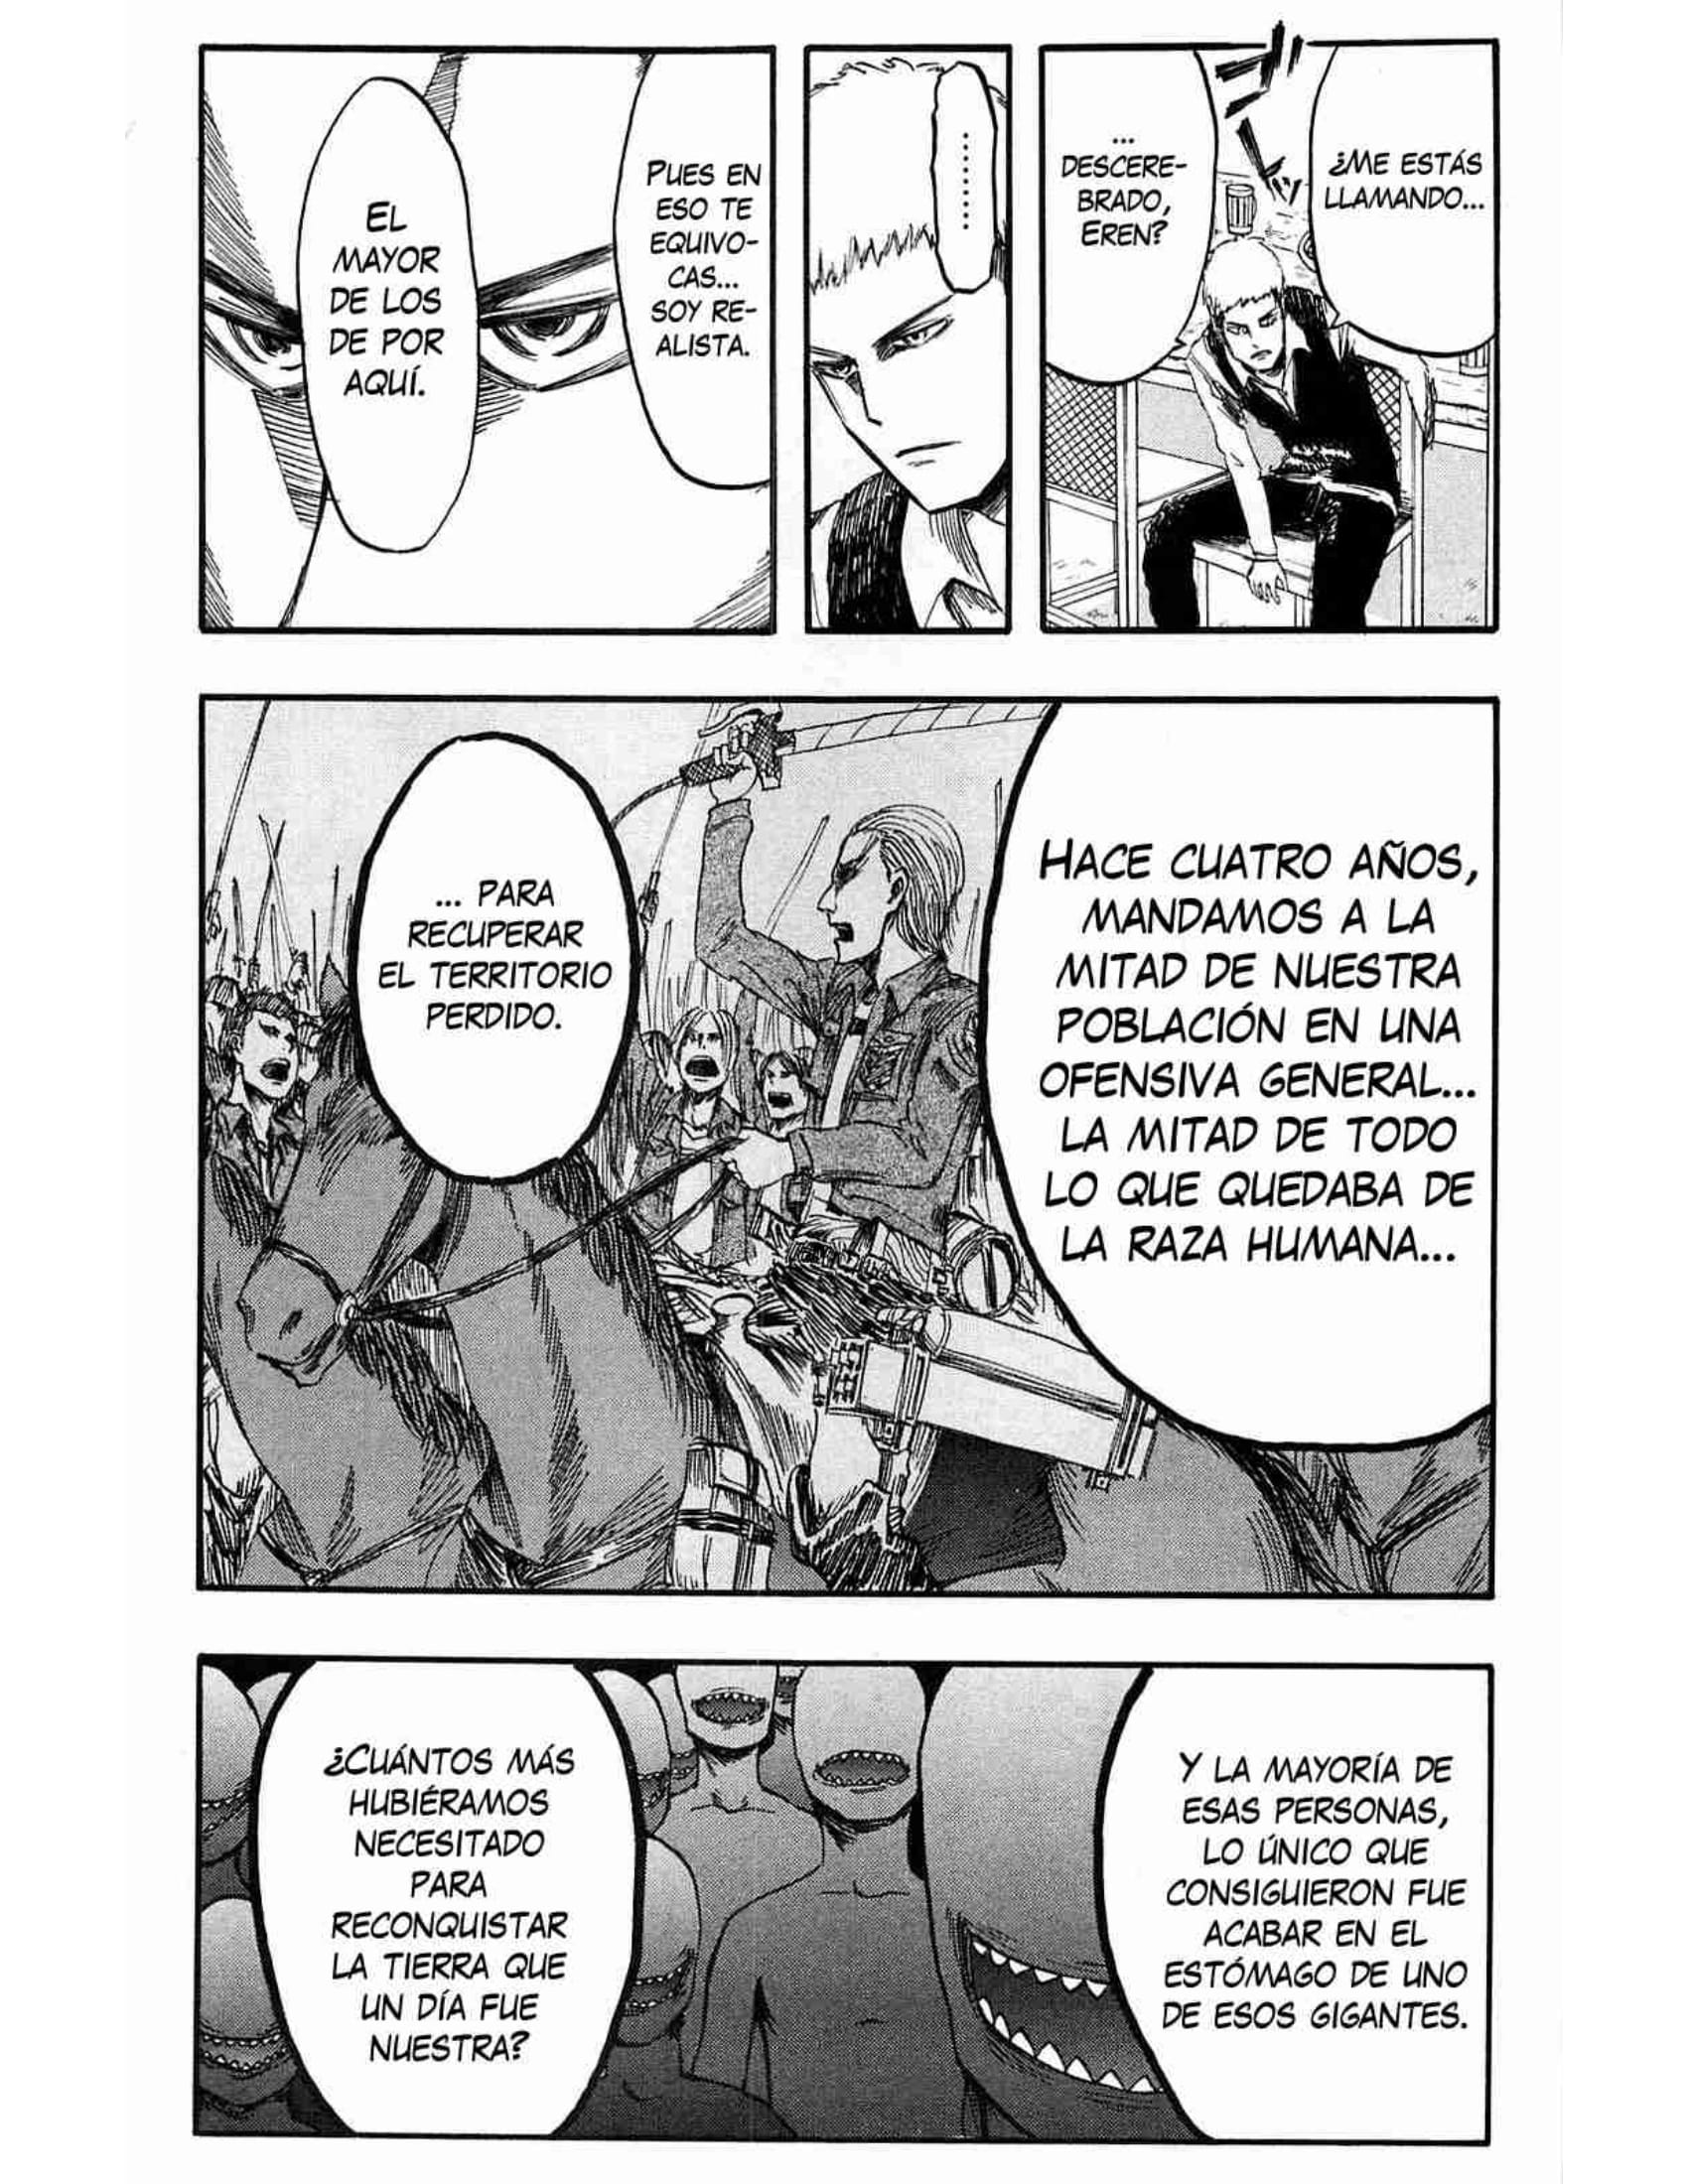 ¿ME ESTÁS
LLAMANDO...
...
DESCERE-
BRADO,
EREN?
.........
PUES EN
ESO TE
EQUIVO-
CAS...
SOY RE-
ALISTA.
EL
MAYOR
DE LOS
DE POR
AQUÍ.
HACE CUATRO AÑOS,
MANDAMOS A LA
MITAD DE NUESTRA
POBLACIÓN EN UNA
OFENSIVA GENERAL...
LA MITAD DE TODO
LO QUE QUEDABA DE
LA RAZA HUMANA...
... PARA
RECUPERAR
EL TERRITORIO
PERDIDO.
Y LA MAYORÍA DE
ESAS PERSONAS,
LO ÚNICO QUE
CONSIGUIERON FUE
ACABAR EN EL
ESTÓMAGO DE UNO
DE ESOS GIGANTES.
¿CUÁNTOS MÁS
HUBIÉRAMOS
NECESITADO
PARA
RECONQUISTAR
LA TIERRA QUE
UN DÍA FUE
NUESTRA?